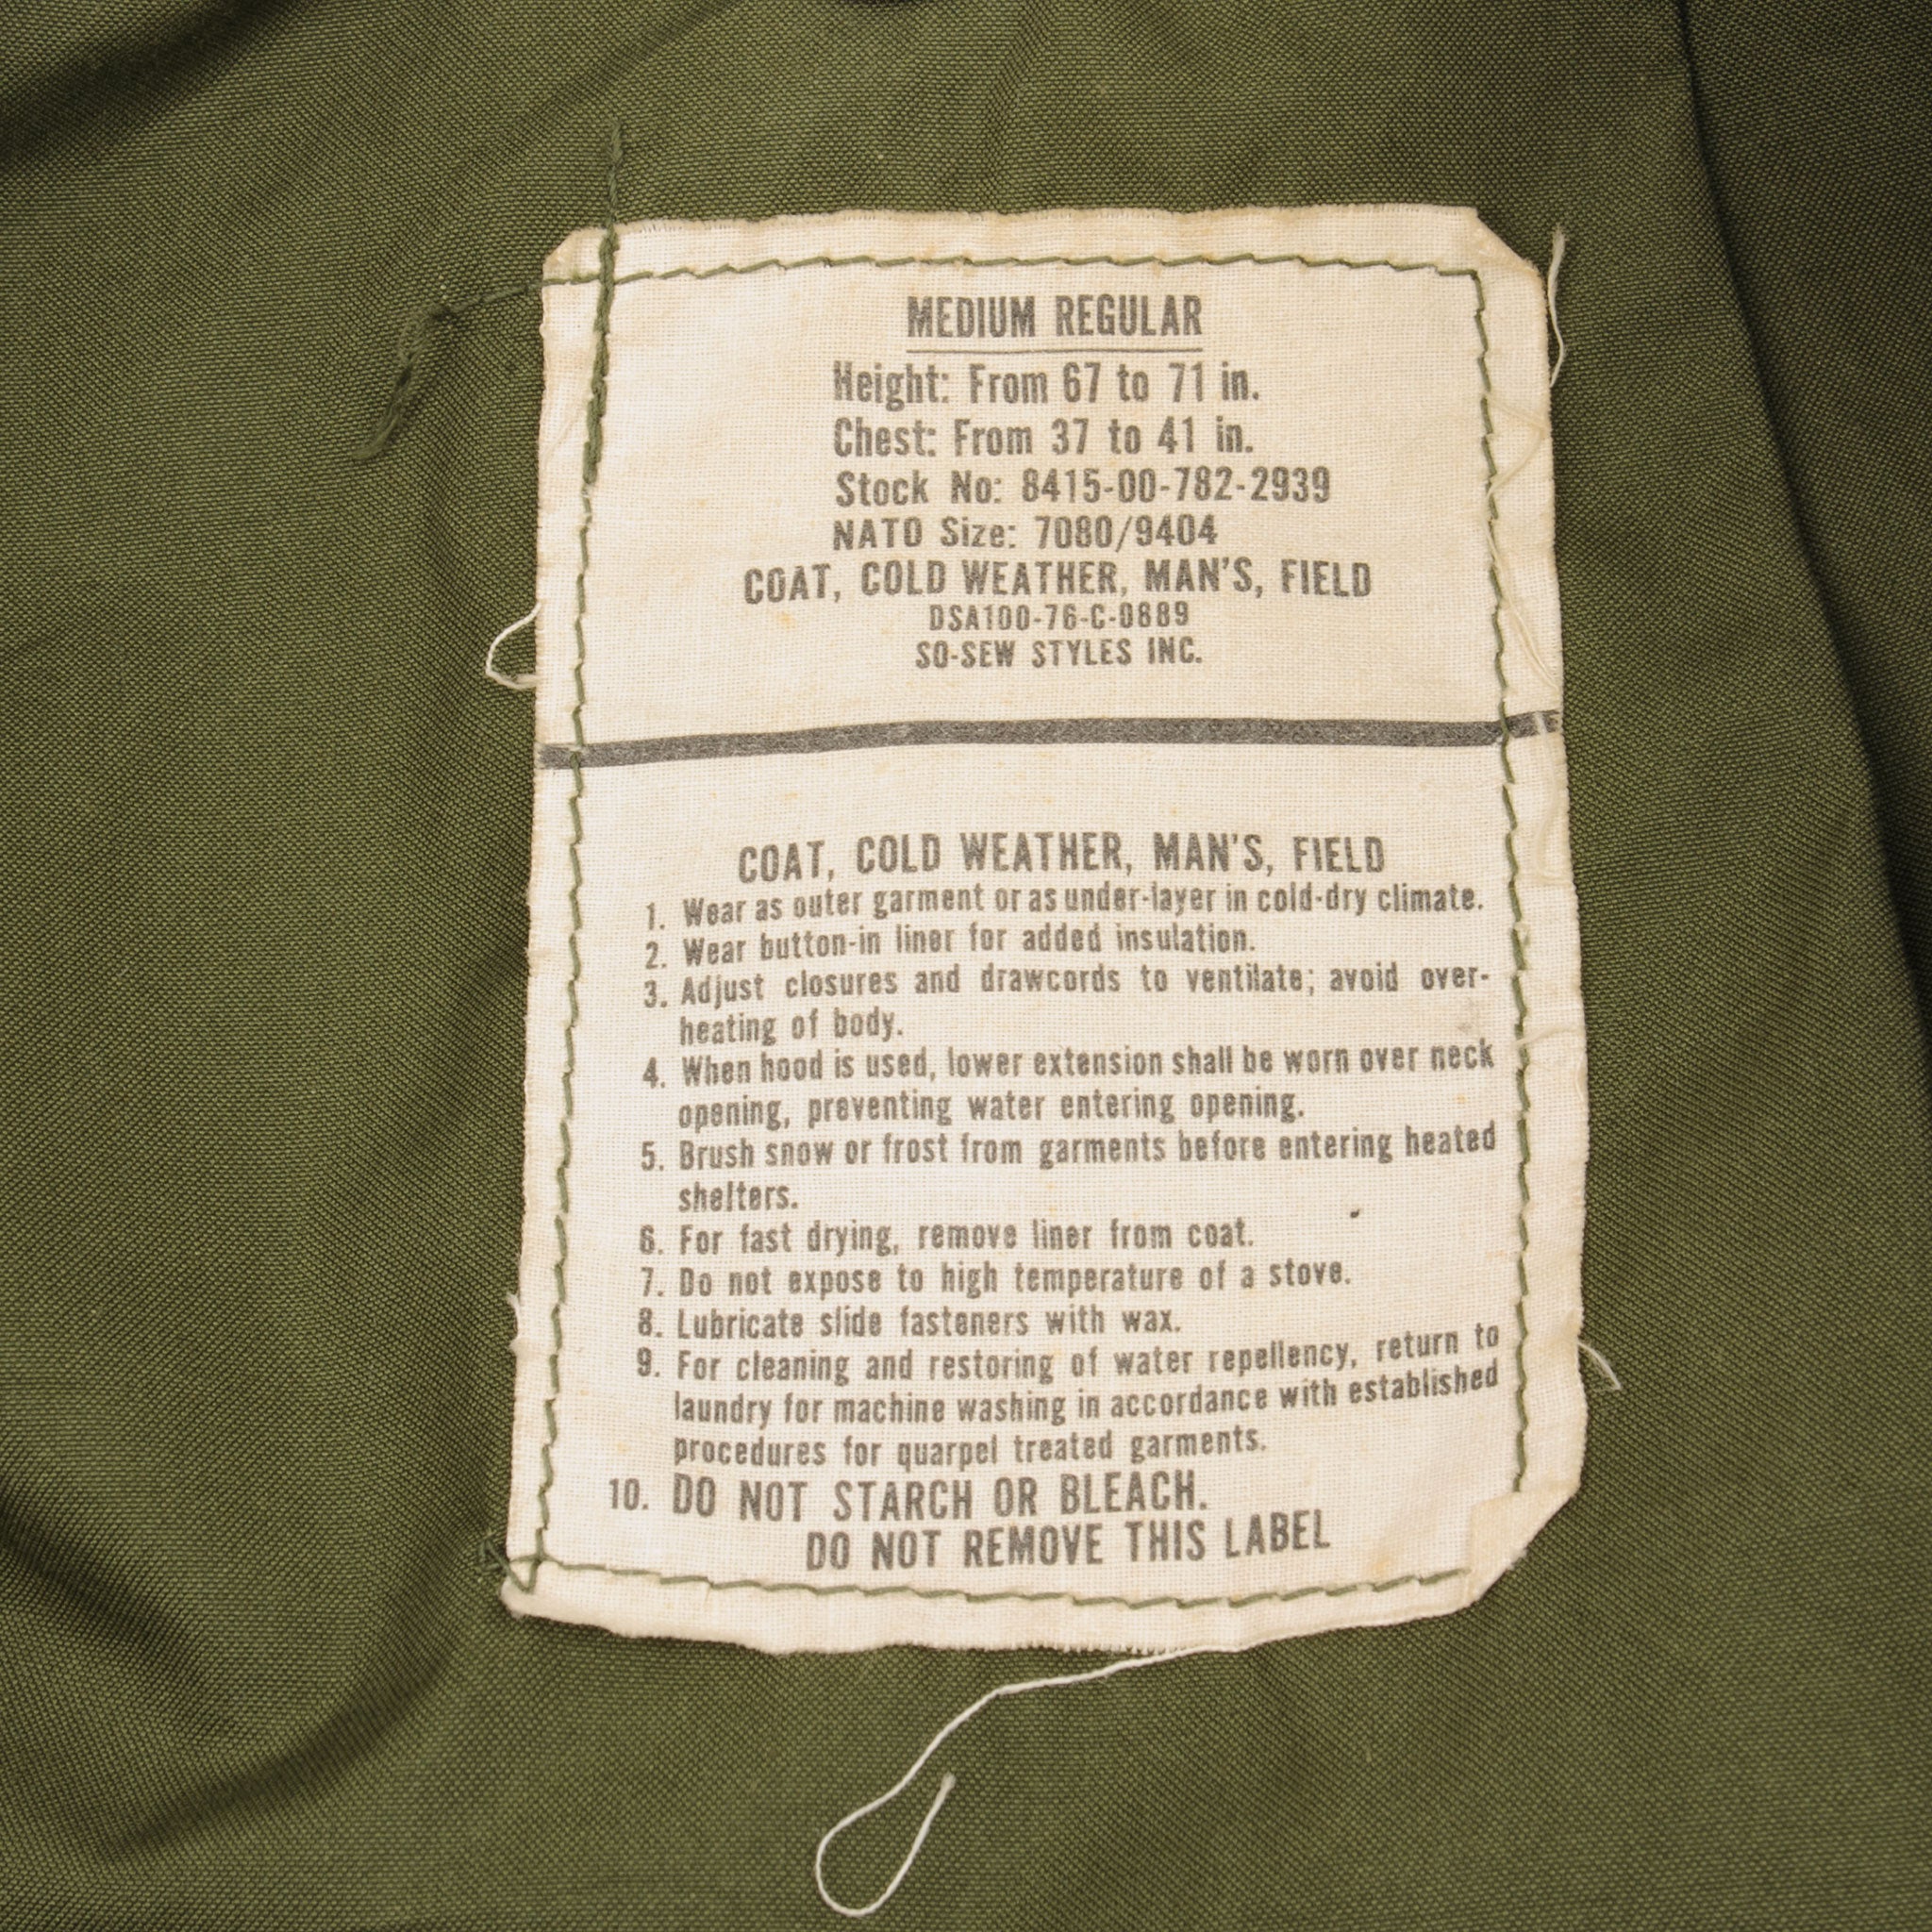 MEDIUM REGULAR
Height: From 67 to 71 in.
Chest: From 37 to 41 in.
Stock No: 8415-00-782-2939
NATO Size: 7080/9404
COAT, COLD WEATHER, MAN'S, FIELD
DSA100-76-C-0889
SO-SEW STYLES INC.
COAT, COLD WEATHER, MAN'S, FIELD
1. Wear as outer garment or as under-layer in cold-dry climate.
2. Wear button-in liner for added insulation.
3. Adjust closures and drawcords to ventilate; avoid over-
heating of body.
4. When hood is used, lower extension shall be worn over neck
opening, preventing water entering opening.
5. Brush snow or frost from garments before entering heated
shelters.
6. For fast drying, remove liner from coat.
7. Do not expose to high temperature of a stove.
8. Lubricate slide fasteners with wax.
9. For cleaning and restoring of water repellency, return to
laundry for machine washing in accordance with established
procedures for quarpel treated garments.
10. DO NOT STARCH OR BLEACH.
DO NOT REMOVE THIS LABEL